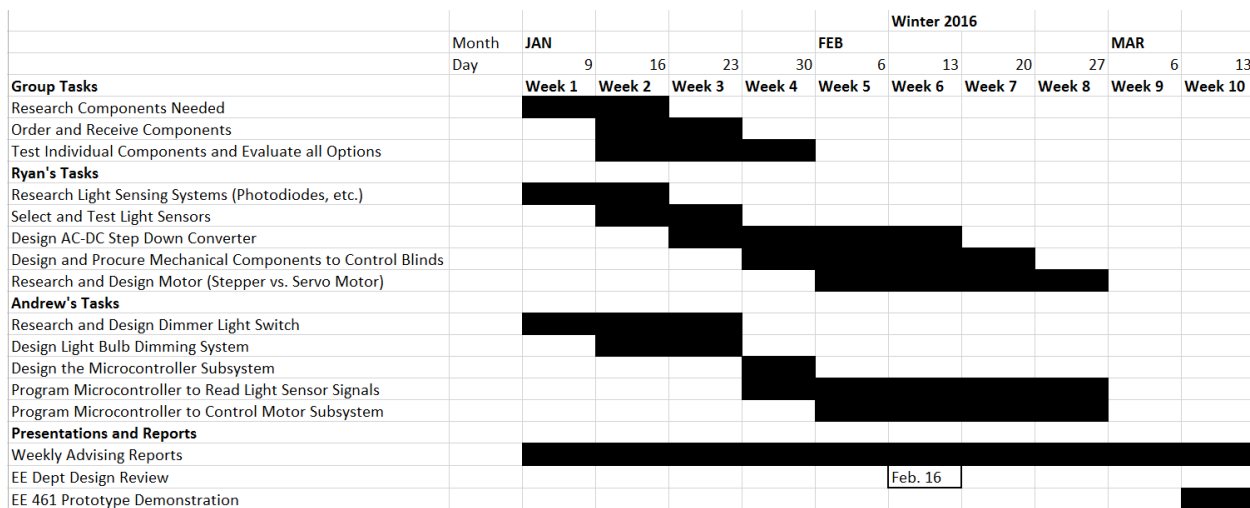 Winter 2016
Month JAN FEB MAR
Day 9 16 23 30 6 13 20 27 6 13
Group Tasks Week 1 Week 2 Week 3 Week 4 Week 5 Week 6 Week 7 Week 8 Week 9 Week 10
Research Components Needed
Order and Receive Components
Test Individual Components and Evaluate all Options
Ryan's Tasks
Research Light Sensing Systems (Photodiodes, etc.)
Select and Test Light Sensors
Design AC-DC Step Down Converter
Design and Procure Mechanical Components to Control Blinds
Research and Design Motor (Stepper vs. Servo Motor)
Andrew's Tasks
Research and Design Dimmer Light Switch
Design Light Bulb Dimming System
Design the Microcontroller Subsystem
Program Microcontroller to Read Light Sensor Signals
Program Microcontroller to Control Motor Subsystem
Presentations and Reports
Weekly Advising Reports
EE Dept Design Review Feb. 16
EE 461 Prototype Demonstration